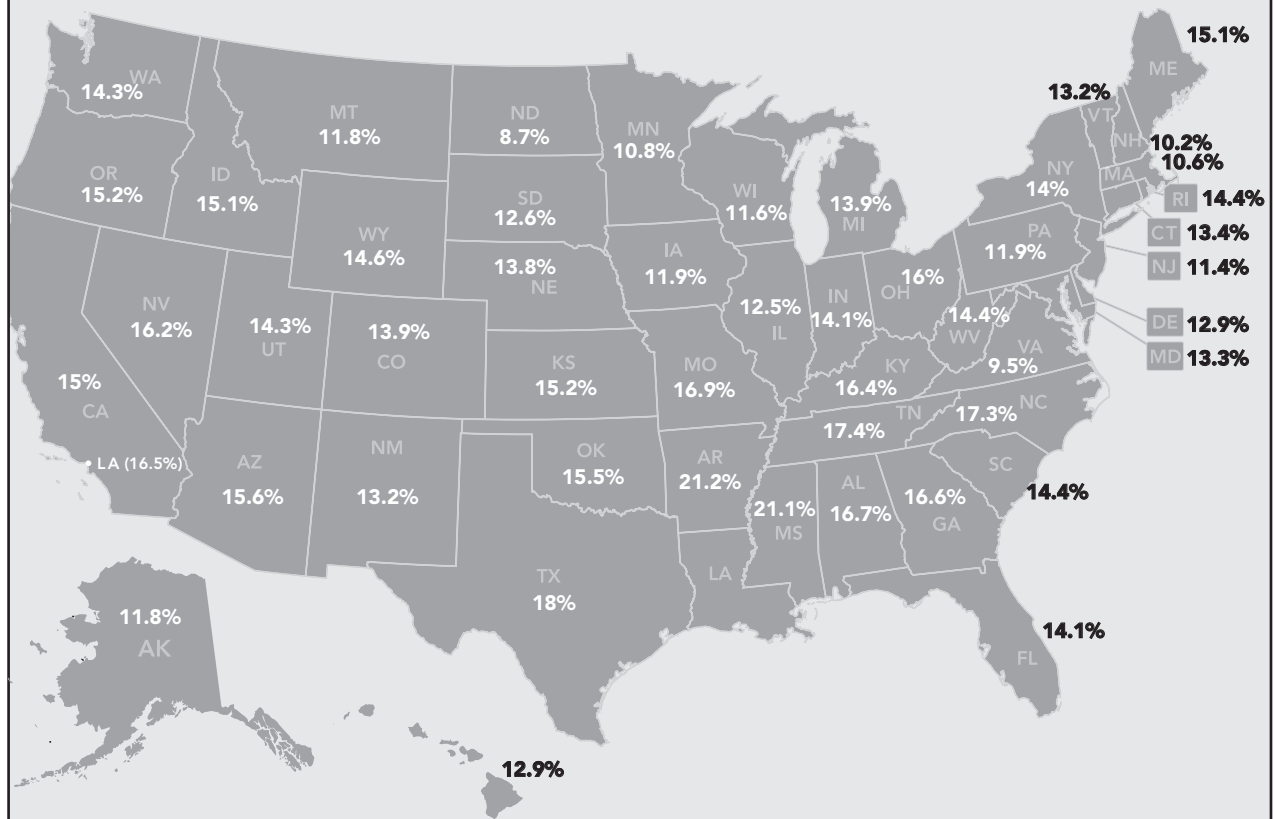 15.1%
ME
WA
14.3%
13.2%
VT
MT
11.8%
ND
8.7%
MN
10.8%
NH
10.2%
10.6%
OR
15.2%
ID
15.1%
NY
14%
MA
RI 14.4%
SD
12.6%
WI
11.6%
13.9%
MI
CT 13.4%
WY
14.6%
PA
11.9%
IA
11.9%
NJ 11.4%
13.8%
NE
16%
OH
NV
16.2%
12.5%
IL
IN
14.1%
14.4%
WV
DE 12.9%
14.3%
UT
13.9%
CO
VA
9.5%
MD 13.3%
KS
15.2%
MO
16.9%
KY
16.4%
15%
CA
TN
17.4%
17.3% NC
LA (16.5%)
AZ
15.6%
NM
13.2%
OK
15.5%
AR
21.2%
SC
14.4%
21.1%
MS
AL
16.7%
16.6%
GA
TX
18%
LA
11.8%
AK
14.1%
FL
12.9%